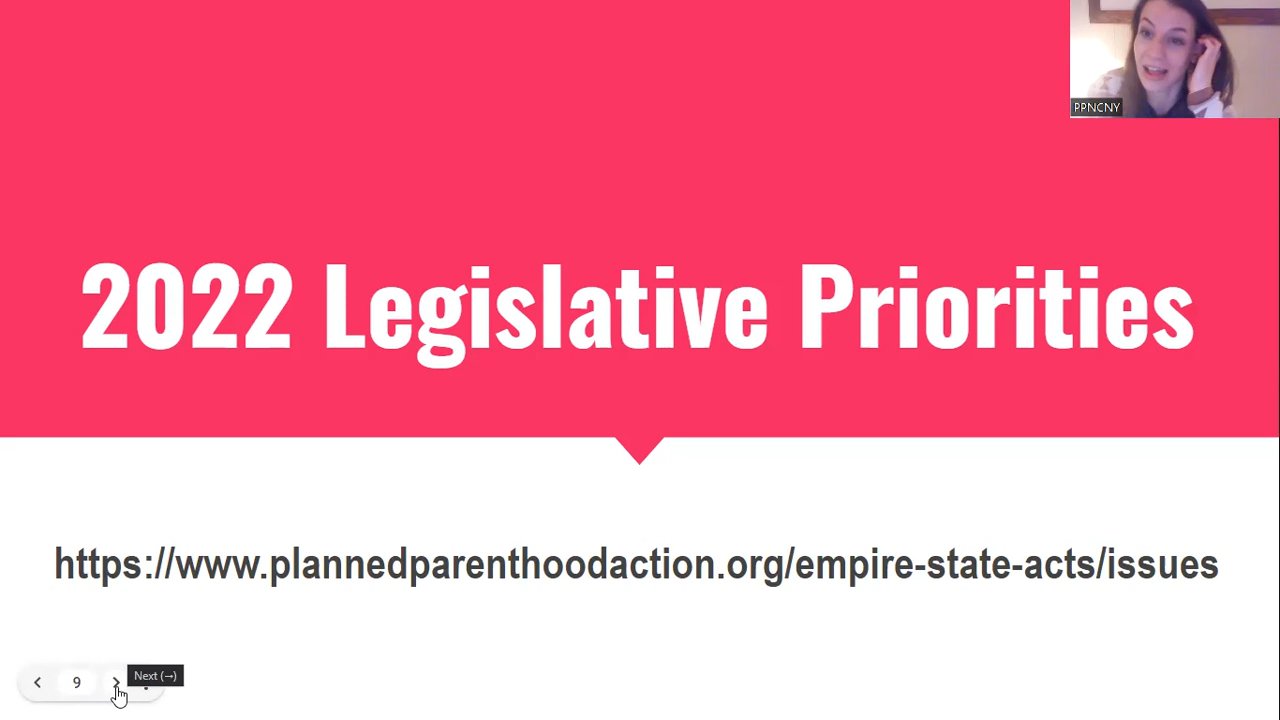 PPNCNY
2022 Legislative Priorities
https://www.plannedparenthoodaction.org/empire-state-acts/issues
9
Next (→)